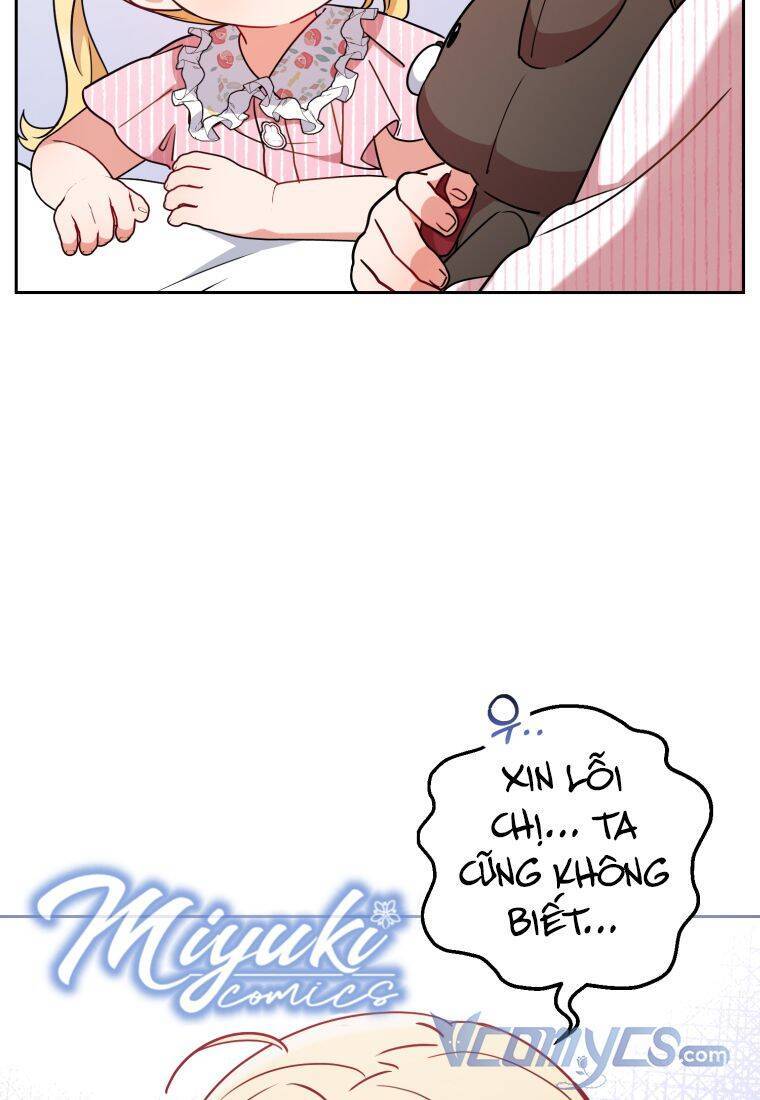 우..
XIN LỖI
CHỊ... TA
CŨNG KHÔNG
BIẾT...
Miyuki
comics
VCOMYCS.com